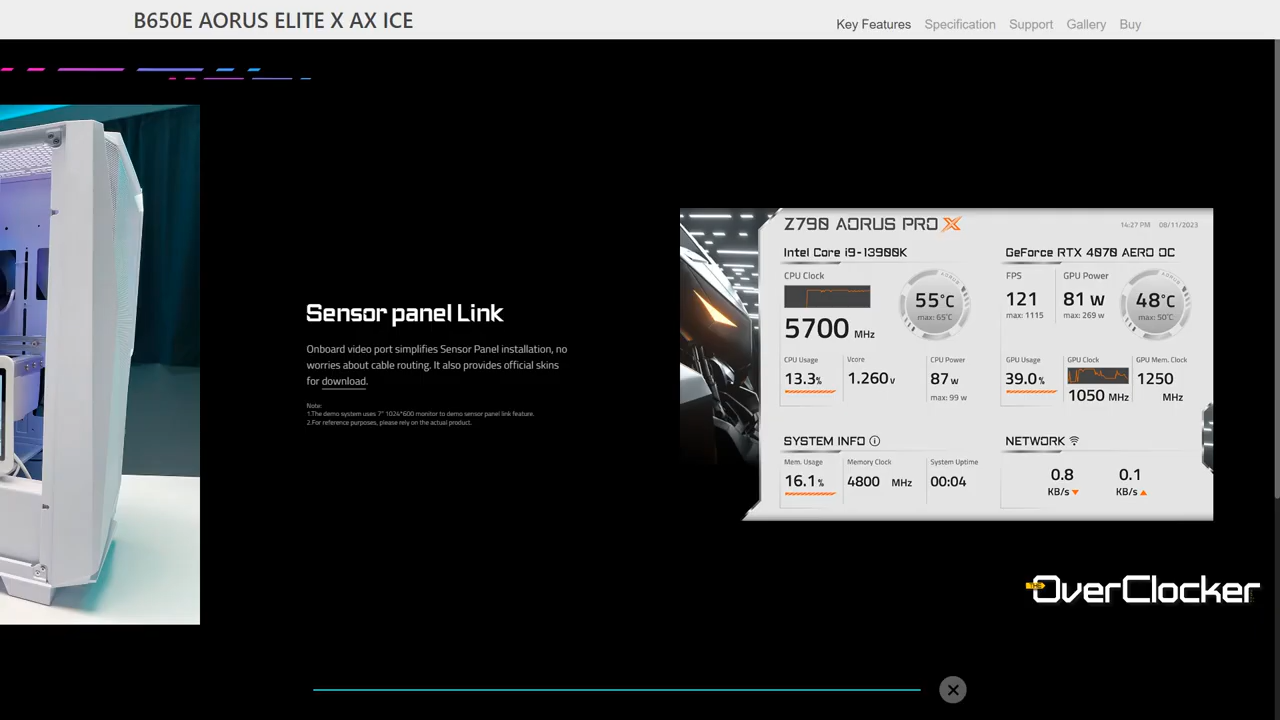 B650E AORUS ELITE X AX ICE
Key Features Specification Support Gallery Buy
Sensor panel Link
Onboard video port simplifies Sensor Panel installation, no
worries about cable routing. It also provides official skins
for download.
Note:
1.The demo system uses 7" 1024*600 monitor to demo sensor panel link feature.
2.For reference purposes, please rely on the actual product.
Z790 AORUS PRO X
14:27 PM 08/11/2023
Intel Core i9-13900K
CPU Clock
5700 MHz
55°C
max: 65°C
CPU Usage
13.3%
Vcore
1.260v
CPU Power
87w
max: 99 w
GeForce RTX 4070 AERO OC
FPS
121
max: 1115
GPU Power
81 w
max: 269 w
48°C
max: 50°C
GPU Usage
39.0%
GPU Clock
1050 MHz
GPU Mem. Clock
1250
MHz
SYSTEM INFO
Mem. Usage
16.1%
Memory Clock
4800 MHz
System Uptime
00:04
NETWORK
0.8
KB/s
0.1
KB/s
THE OverClocker